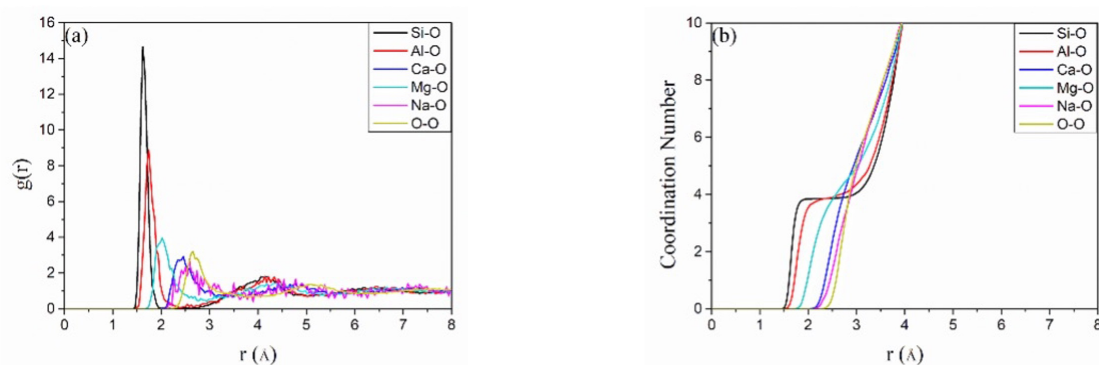 (a)
16
14
12
10
8
6
4
2
0
g(r)
0 1 2 3 4 5 6 7 8
r (Å)
Si-O
Al-O
Ca-O
Mg-O
Na-O
O-O
(b)
10
8
6
4
2
0
Coordination Number
0 1 2 3 4 5 6 7 8
r (Å)
Si-O
Al-O
Ca-O
Mg-O
Na-O
O-O